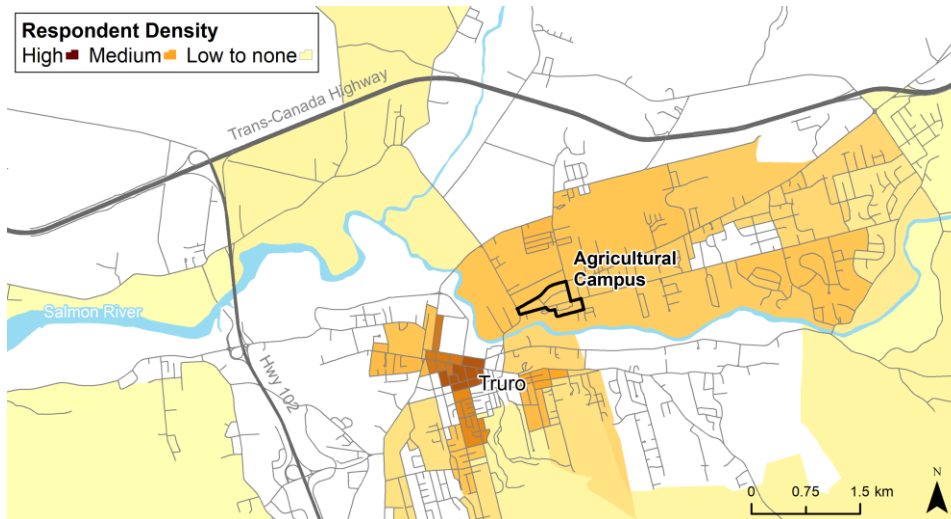 Respondent Density
High Medium Low to none
Trans-Canada Highway
Agricultural
Campus
Salmon River
Hwy 102
Truro
N
0 0.75 1.5 km